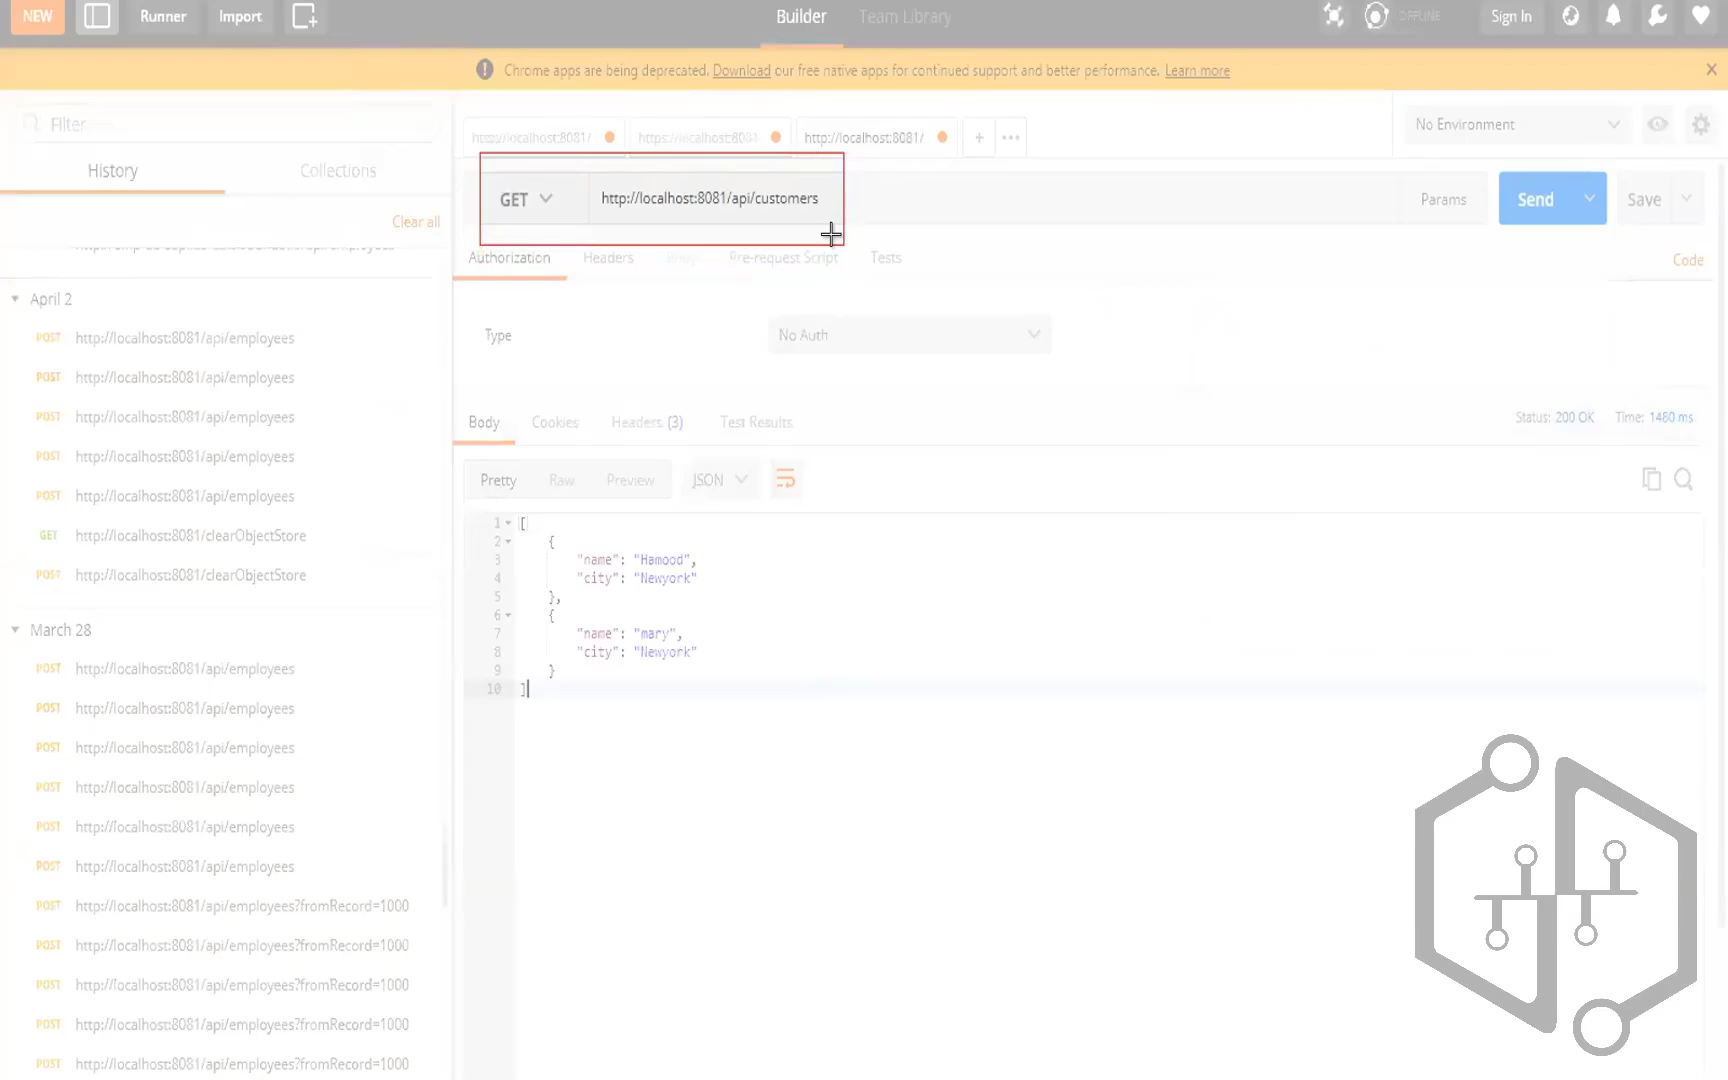 NEW
Runner
Import
Builder
Team Library
OFFLINE
Sign In
Chrome apps are being deprecated. Download our free native apps for continued support and better performance. Learn more
Filter
History
Collections
Clear all
April 2
POST http://localhost:8081/api/employees
POST http://localhost:8081/api/employees
POST http://localhost:8081/api/employees
POST http://localhost:8081/api/employees
POST http://localhost:8081/api/employees
GET http://localhost:8081/clearObjectStore
POST http://localhost:8081/clearObjectStore
March 28
POST http://localhost:8081/api/employees
POST http://localhost:8081/api/employees
POST http://localhost:8081/api/employees
POST http://localhost:8081/api/employees
POST http://localhost:8081/api/employees
POST http://localhost:8081/api/employees
POST http://localhost:8081/api/employees?fromRecord=1000
POST http://localhost:8081/api/employees?fromRecord=1000
POST http://localhost:8081/api/employees?fromRecord=1000
POST http://localhost:8081/api/employees?fromRecord=1000
POST http://localhost:8081/api/employees?fromRecord=1000
http://localhost:8081/
https://localhost:8081
http://localhost:8081/
No Environment
GET http://localhost:8081/api/customers
Params
Send
Save
Authorization
Headers
Body
Pre-request Script
Tests
Code
Type
No Auth
Body
Cookies
Headers (3)
Test Results
Status: 200 OK
Time: 1480 ms
Pretty
Raw
Preview
JSON
1 [
2 {
3 "name": "Hamood",
4 "city": "Newyork"
5 },
6 {
7 "name": "mary",
8 "city": "Newyork"
9 }
10 ]